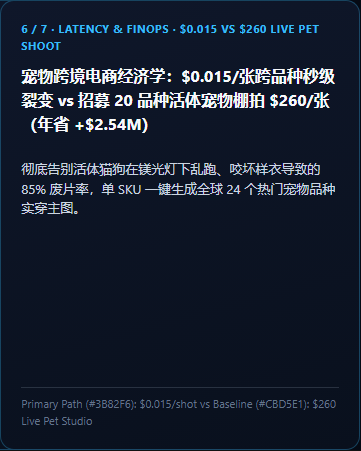 6 / 7 · LATENCY & FINOPS · $0.015 VS $260 LIVE PET
SHOOT
宠物跨境电商经济学：$0.015/张跨品种秒级
裂变 vs 招募 20 品种活体宠物棚拍 $260/张
（年省 +$2.54M）
彻底告别活体猫狗在镁光灯下乱跑、咬坏样衣导致的
85% 废片率，单 SKU 一键生成全球 24 个热门宠物品种
实穿主图。
Primary Path (#3B82F6): $0.015/shot vs Baseline (#CBD5E1): $260
Live Pet Studio